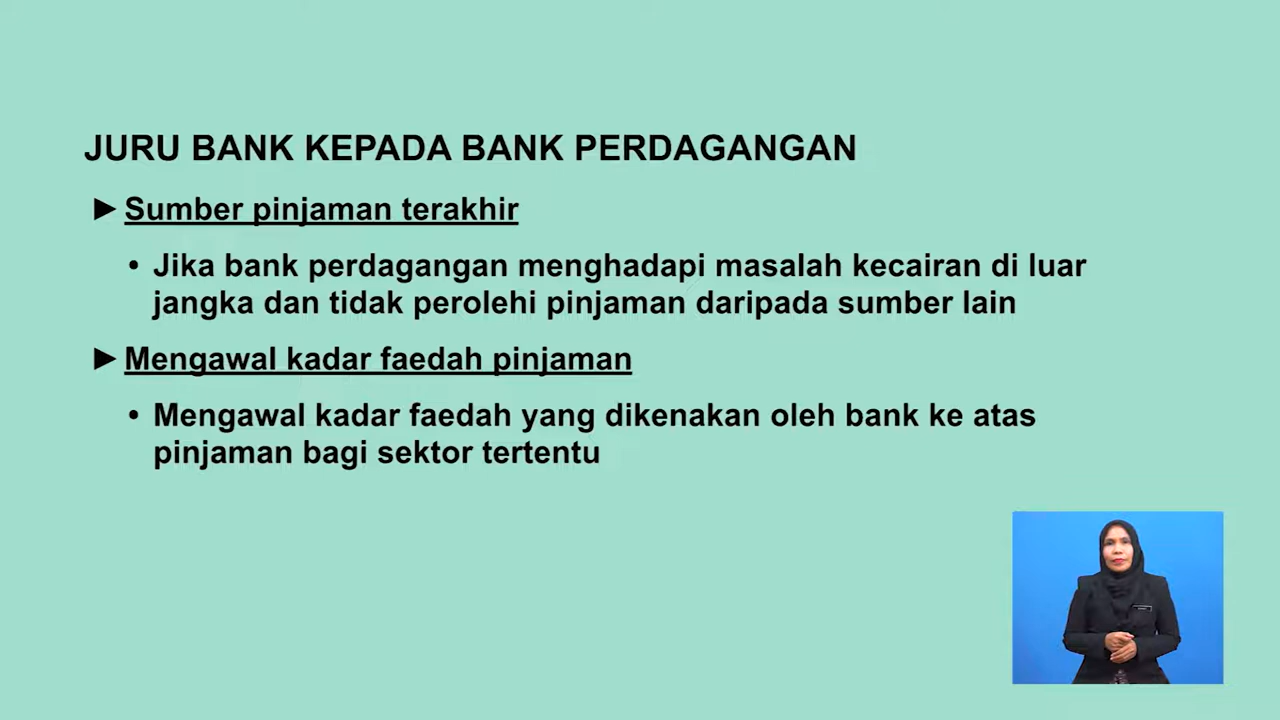 JURU BANK KEPADA BANK PERDAGANGAN
►Sumber pinjaman terakhir
• Jika bank perdagangan menghadapi masalah kecairan di luar
jangka dan tidak perolehi pinjaman daripada sumber lain
►Mengawal kadar faedah pinjaman
• Mengawal kadar faedah yang dikenakan oleh bank ke atas
pinjaman bagi sektor tertentu